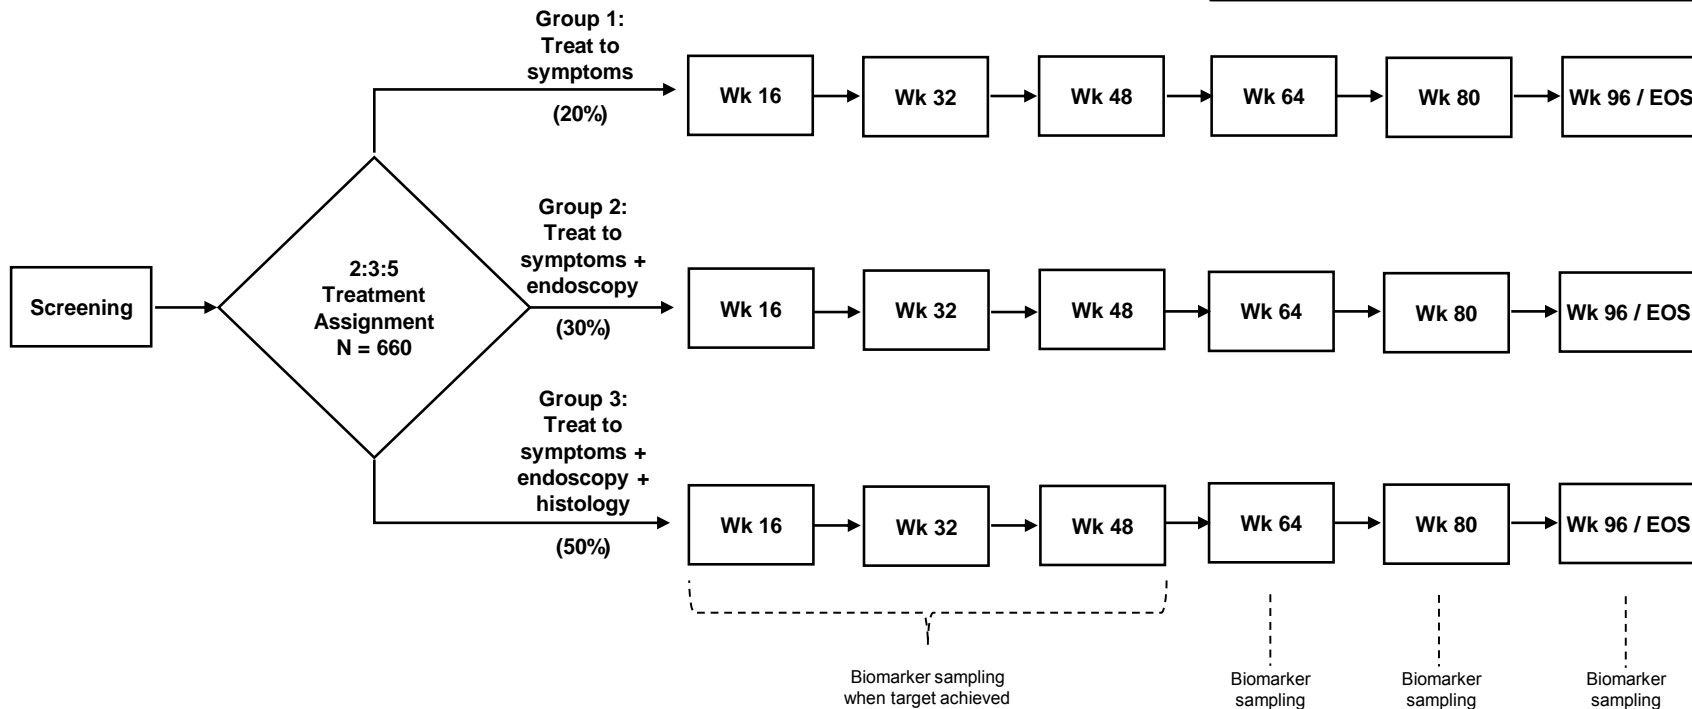 Group 1:
Treat to
symptoms
(20%)
Wk 16
Wk 32
Wk 48
Wk 64
Wk 80
Wk 96 / EOS
Screening
2:3:5
Treatment
Assignment
N = 660
Group 2:
Treat to
symptoms +
endoscopy
(30%)
Wk 16
Wk 32
Wk 48
Wk 64
Wk 80
Wk 96 / EOS
Group 3:
Treat to
symptoms +
endoscopy +
histology
(50%)
Wk 16
Wk 32
Wk 48
Wk 64
Wk 80
Wk 96 / EOS
Biomarker sampling
when target achieved
Biomarker
sampling
Biomarker
sampling
Biomarker
sampling